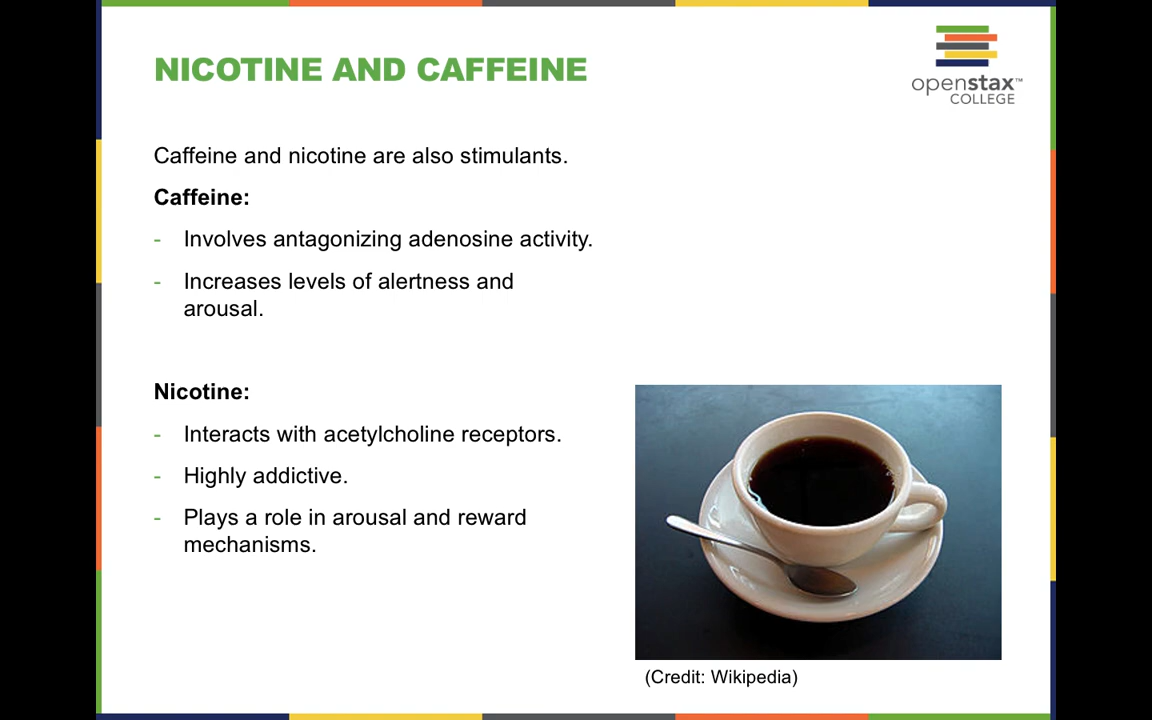 NICOTINE AND CAFFEINE
openstax™
COLLEGE
Caffeine and nicotine are also stimulants.
Caffeine:
- Involves antagonizing adenosine activity.
- Increases levels of alertness and
arousal.
Nicotine:
- Interacts with acetylcholine receptors.
- Highly addictive.
- Plays a role in arousal and reward
mechanisms.
(Credit: Wikipedia)